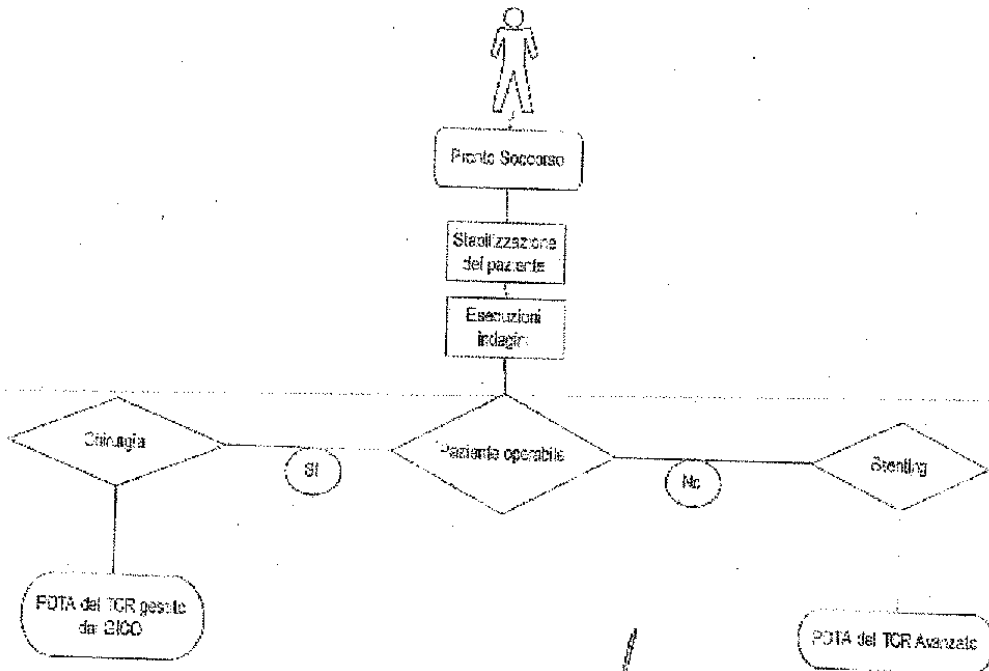 Pronto Soccorso
Stabilizzazione
del paziente
Esecuzioni
indagini
Chirurgia
Paziente operabile
Stenting
SI
No
PDTA del TCR gestito
dal GICO
PDTA del TCR Avanzato